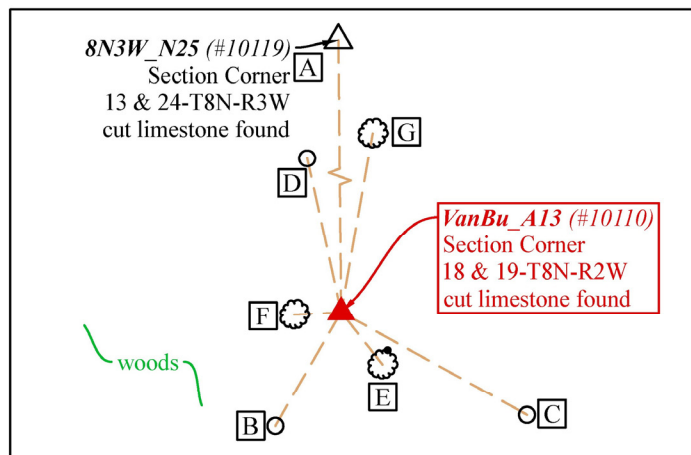 8N3W_N25 (#10119)
Section Corner
13 & 24-T8N-R3W
cut limestone found
A
G
D
VanBu_A13 (#10110)
Section Corner
18 & 19-T8N-R2W
cut limestone found
F
woods
E
B
C